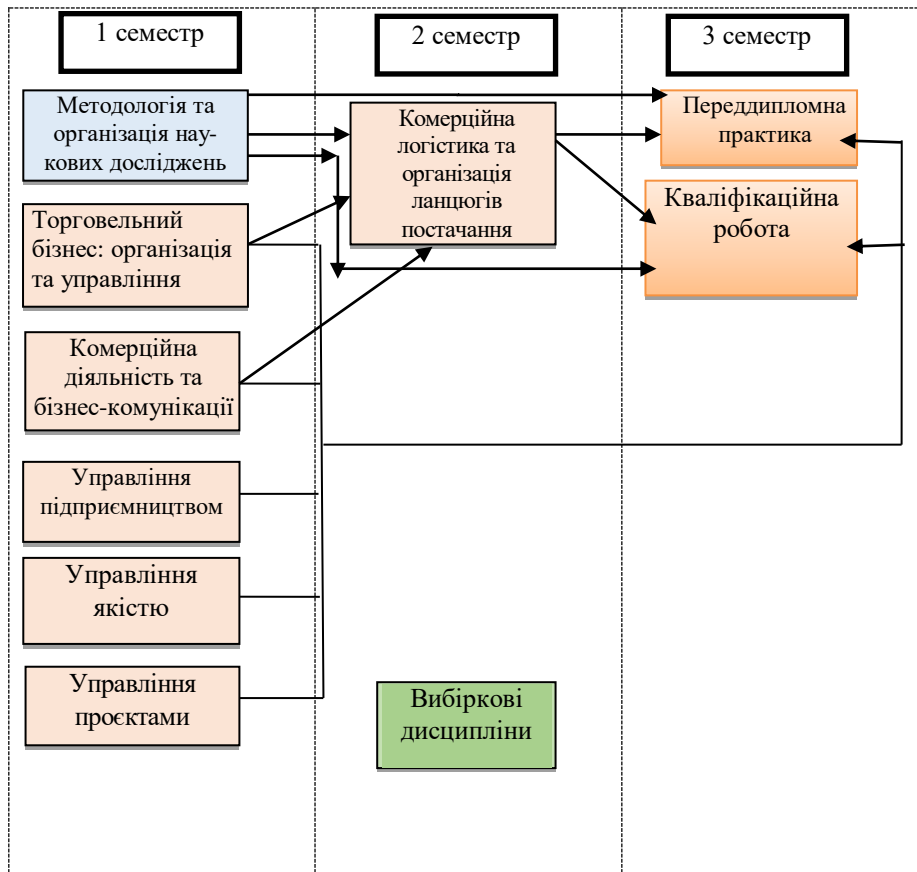 1 семестр
2 семестр
3 семестр
Методологія та
організація нау-
кових досліджень
Торговельний
бізнес: організація
та управління
Комерційна
діяльність та
бізнес-комунікації
Управління
підприємництвом
Управління
якістю
Управління
проєктами
Комерційна
логістика та
організація
ланцюгів
постачання
Вибіркові
дисципліни
Переддипломна
практика
Кваліфікаційна
робота